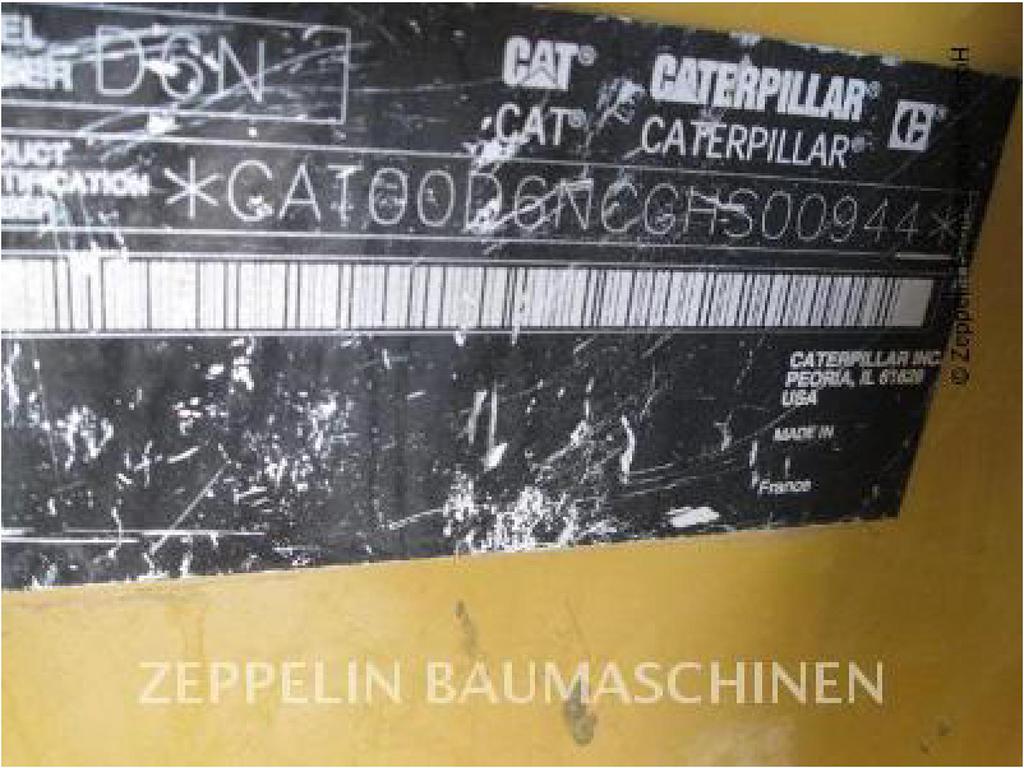 D6N
CAT® CATERPILLAR®
CAT® CATERPILLAR®
*CAT00D6NCGHS00944*
CATERPILLAR INC.
PEORIA, IL 61629
USA
MADE IN
France
ZEPPELIN BAUMASCHINEN
© Zeppelin